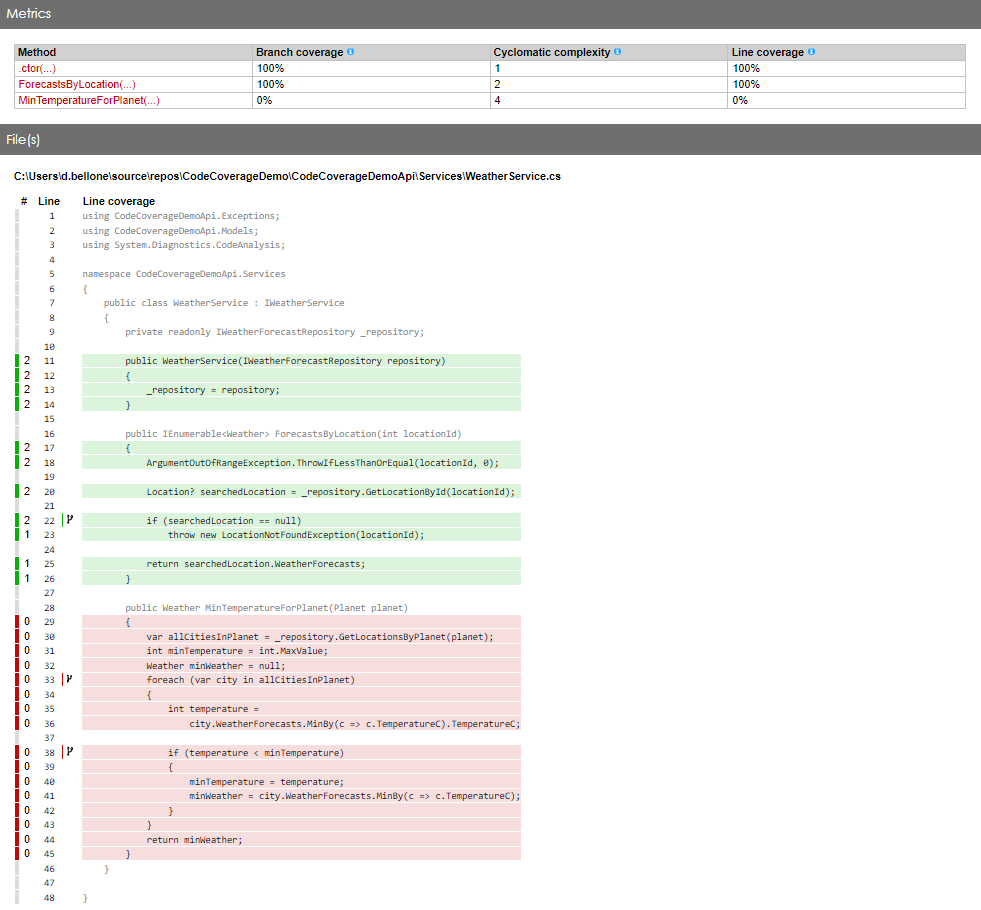 Metrics
Method Branch coverage Cyclomatic complexity Line coverage
.ctor(...) 100% 1 100%
ForecastsByLocation(...) 100% 2 100%
MinTemperatureForPlanet(...) 0% 4 0%
File(s)
C:\Users\d.bellone\source\repos\CodeCoverageDemo\CodeCoverageDemoApi\Services\WeatherService.cs
# Line Line coverage
1 using CodeCoverageDemoApi.Exceptions;
2 using CodeCoverageDemoApi.Models;
3 using System.Diagnostics.CodeAnalysis;
4
5 namespace CodeCoverageDemoApi.Services
6 {
7 public class WeatherService : IWeatherService
8 {
9 private readonly IWeatherForecastRepository _repository;
10
2 11 public WeatherService(IWeatherForecastRepository repository)
2 12 {
2 13 _repository = repository;
2 14 }
15
16 public IEnumerable<Weather> ForecastsByLocation(int locationId)
2 17 {
2 18 ArgumentOutOfRangeException.ThrowIfLessThanOrEqual(locationId, 0);
19
2 20 Location? searchedLocation = _repository.GetLocationById(locationId);
21
2 22 if (searchedLocation == null)
1 23 throw new LocationNotFoundException(locationId);
24
1 25 return searchedLocation.WeatherForecasts;
1 26 }
27
28 public Weather MinTemperatureForPlanet(Planet planet)
0 29 {
0 30 var allCitiesInPlanet = _repository.GetLocationsByPlanet(planet);
0 31 int minTemperature = int.MaxValue;
0 32 Weather minWeather = null;
0 33 foreach (var city in allCitiesInPlanet)
0 34 {
0 35 int temperature =
0 36 city.WeatherForecasts.MinBy(c => c.TemperatureC).TemperatureC;
37
0 38 if (temperature < minTemperature)
0 39 {
0 40 minTemperature = temperature;
0 41 minWeather = city.WeatherForecasts.MinBy(c => c.TemperatureC);
0 42 }
0 43 }
0 44 return minWeather;
0 45 }
46 }
47
48 }